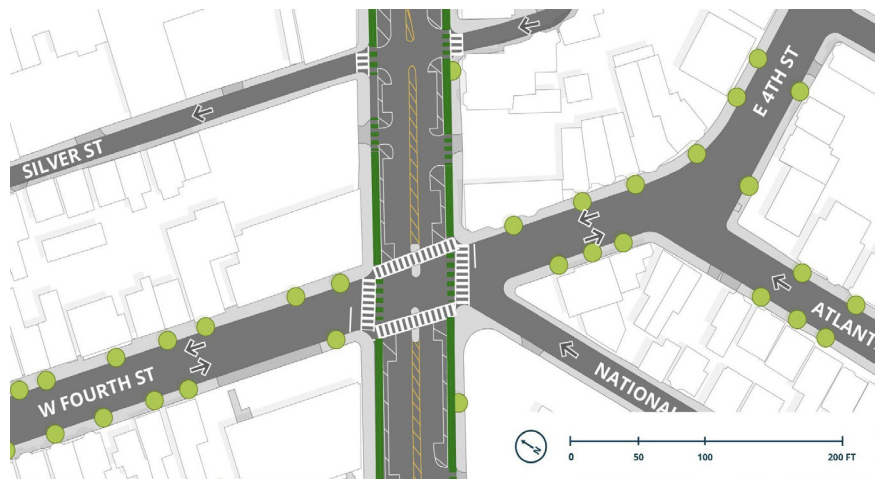 SILVER ST
E 4TH ST
W FOURTH ST
NATIONAL
ATLANT
N
0 50 100 200 FT